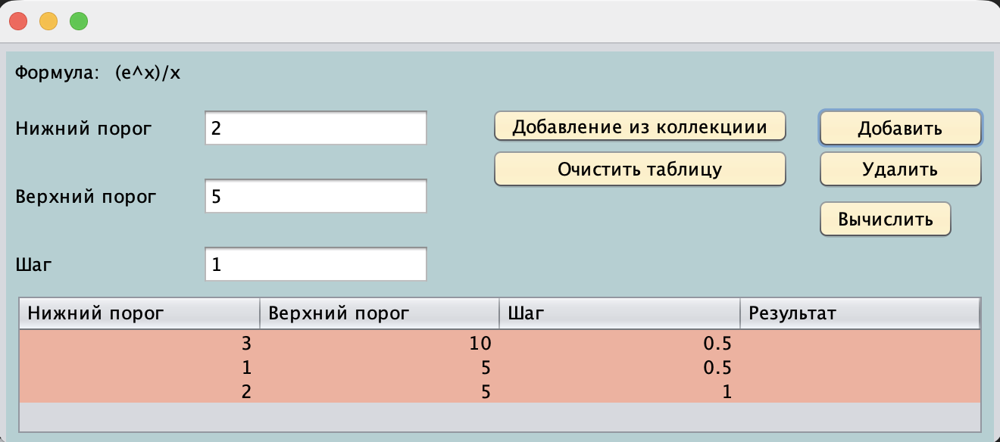 Формула: (e^x)/x
Нижний порог 2 Добавление из коллекциии Добавить
Очистить таблицу Удалить
Верхний порог 5
Вычислить
Шаг 1
Нижний порог Верхний порог Шаг Результат
3 10 0.5
1 5 0.5
2 5 1